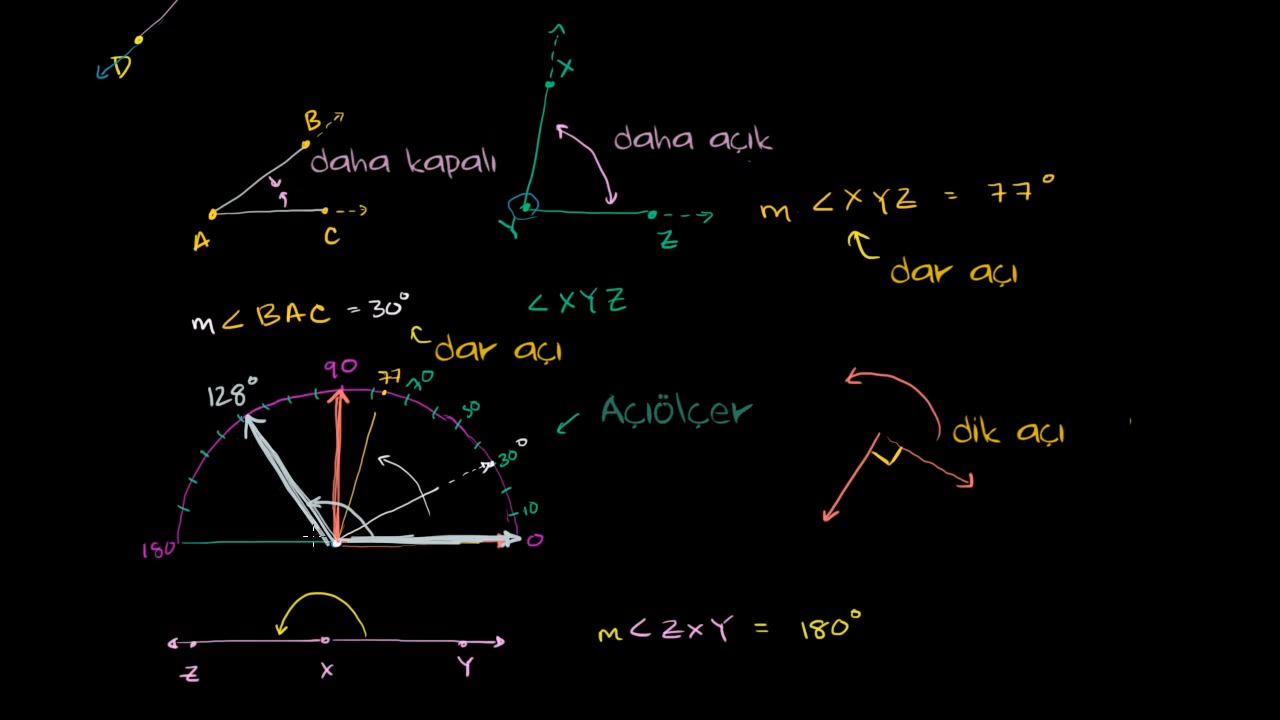 D
B
daha kapalı
A
C
X
daha açık
Y
Z
m ∠XYZ = 77°
dar açı
m∠BAC = 30°
∠XYZ
dar açı
90
128°
77
50
30°
10
0
180
Açıölçer
dik açı
Z
X
Y
m∠ZXY = 180°